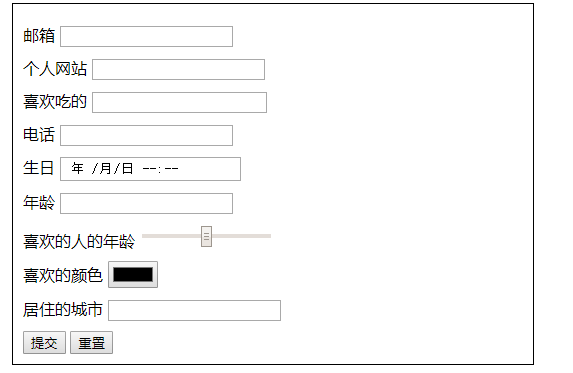 邮箱
个人网站
喜欢吃的
电话
生日 年 /月/日 --:--
年龄
喜欢的人的年龄
喜欢的颜色
居住的城市
提交 重置